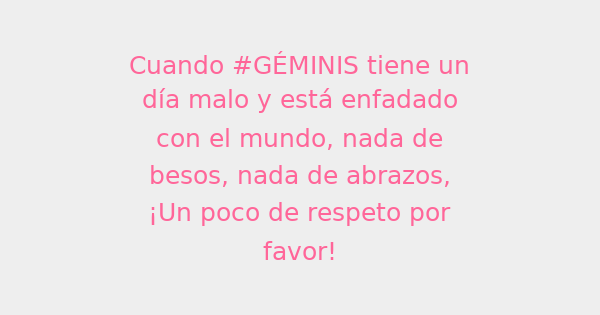 Cuando #GÉMINIS tiene un
día malo y está enfadado
con el mundo, nada de
besos, nada de abrazos,
¡Un poco de respeto por
favor!